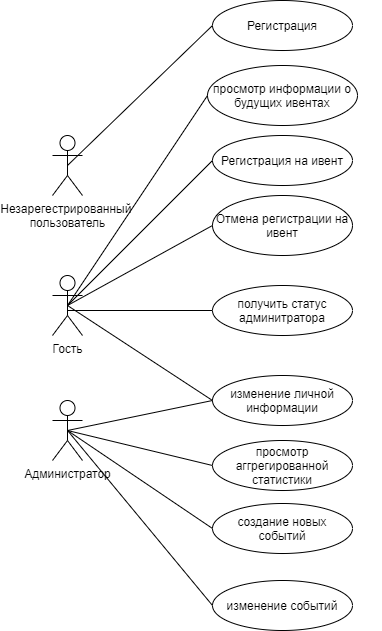 Регистрация
просмотр информации о
будущих ивентах
Регистрация на ивент
Незарегестрированный
пользователь
Отмена регистрации на
ивент
получить статус
админитратора
Гость
изменение личной
информации
просмотр
аггрегированной
статистики
Администратор
создание новых
событий
изменение событий